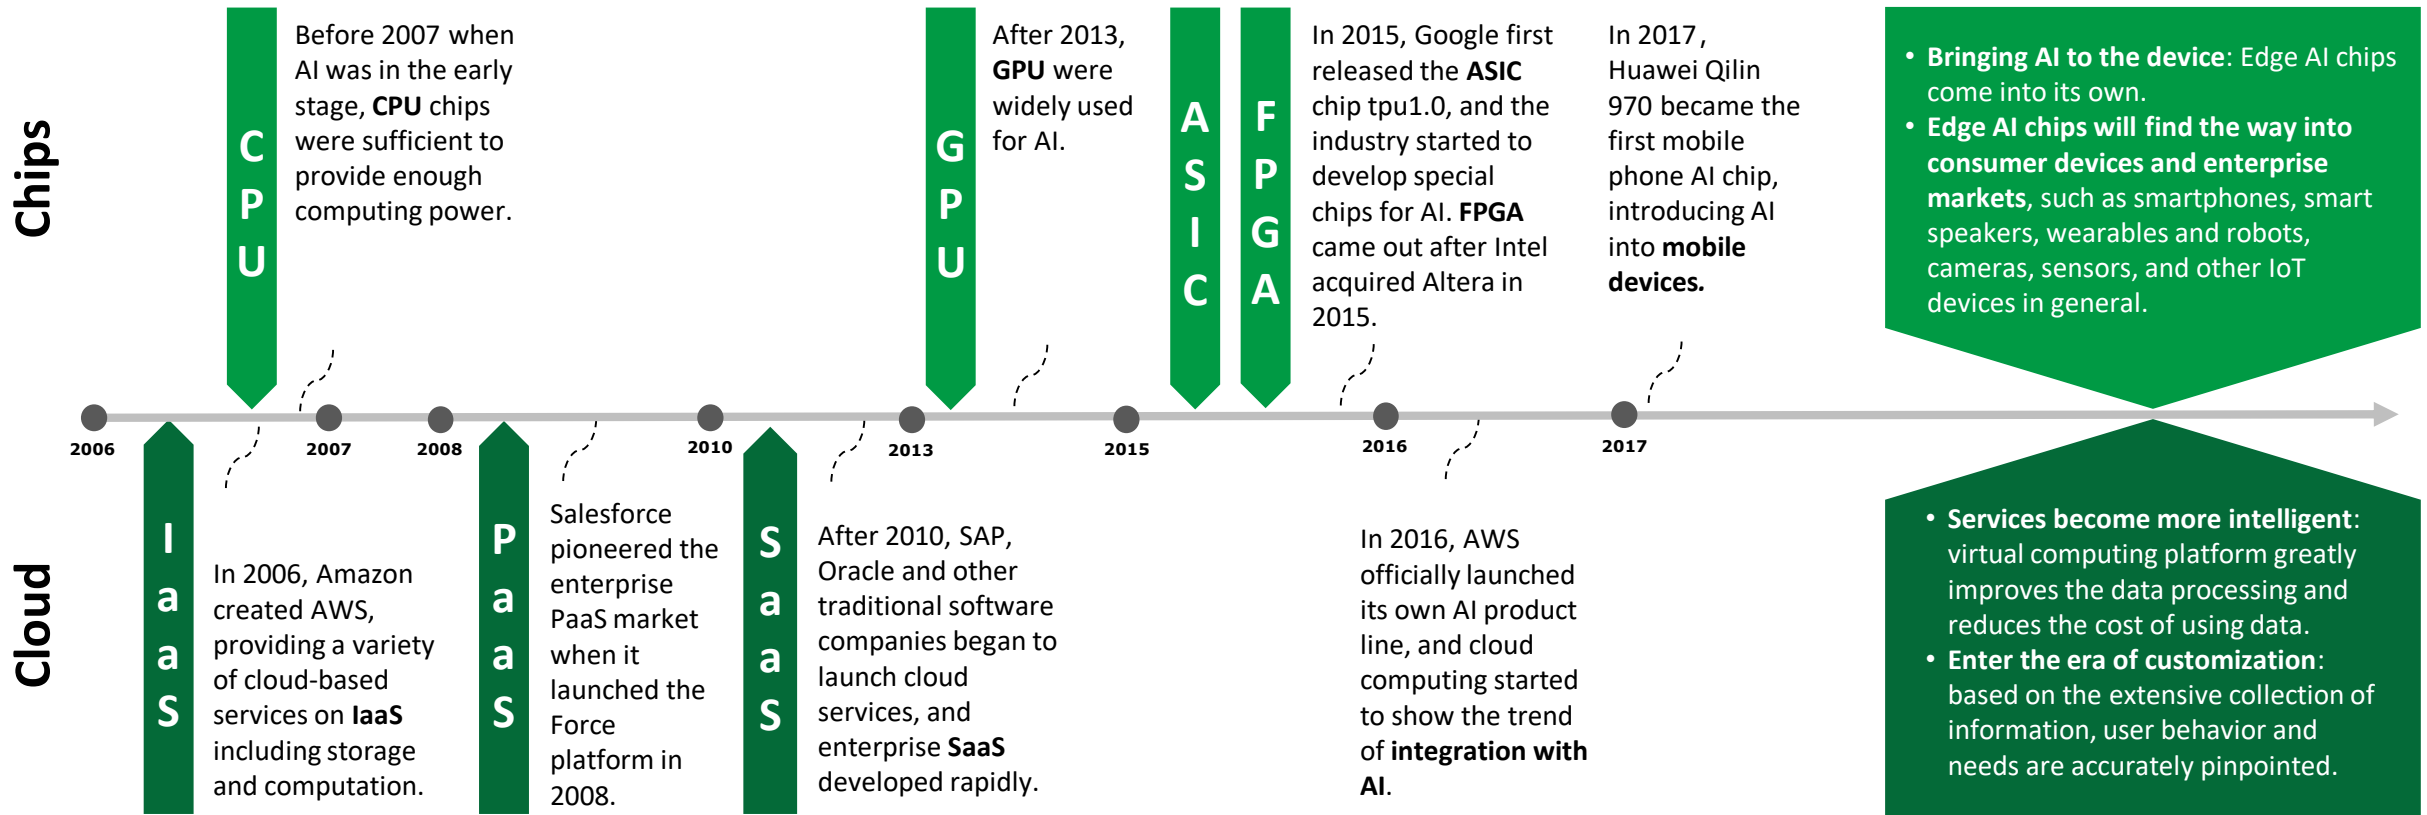 Chips
CPU
Before 2007 when
AI was in the early
stage, CPU chips
were sufficient to
provide enough
computing power.
GPU
After 2013,
GPU were
widely used
for AI.
ASIC
FPGA
In 2015, Google first
released the ASIC
chip tpu1.0, and the
industry started to
develop special
chips for AI. FPGA
came out after Intel
acquired Altera in
2015.
In 2017,
Huawei Qilin
970 became the
first mobile
phone AI chip,
introducing AI
into mobile
devices.
• Bringing AI to the device: Edge AI chips
come into its own.
• Edge AI chips will find the way into
consumer devices and enterprise
markets, such as smartphones, smart
speakers, wearables and robots,
cameras, sensors, and other IoT
devices in general.
2006
2007
2008
2010
2013
2015
2016
2017
Cloud
IaaS
In 2006, Amazon
created AWS,
providing a variety
of cloud-based
services on IaaS
including storage
and computation.
PaaS
Salesforce
pioneered the
enterprise
PaaS market
when it
launched the
Force
platform in
2008.
SaaS
After 2010, SAP,
Oracle and other
traditional software
companies began to
launch cloud
services, and
enterprise SaaS
developed rapidly.
In 2016, AWS
officially launched
its own AI product
line, and cloud
computing started
to show the trend
of integration with
AI.
• Services become more intelligent:
virtual computing platform greatly
improves the data processing and
reduces the cost of using data.
• Enter the era of customization:
based on the extensive collection of
information, user behavior and
needs are accurately pinpointed.